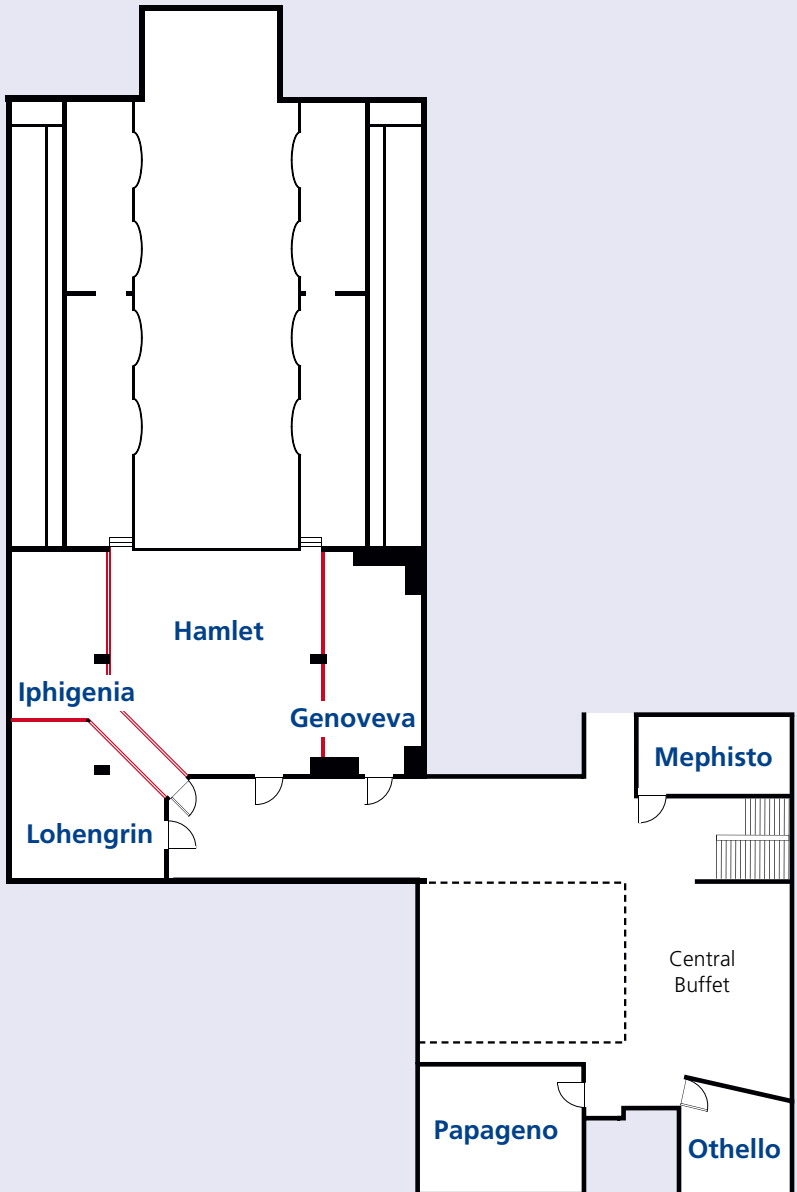 Hamlet
Iphigenia
Genoveva
Mephisto
Lohengrin
Central
Buffet
Papageno
Othello